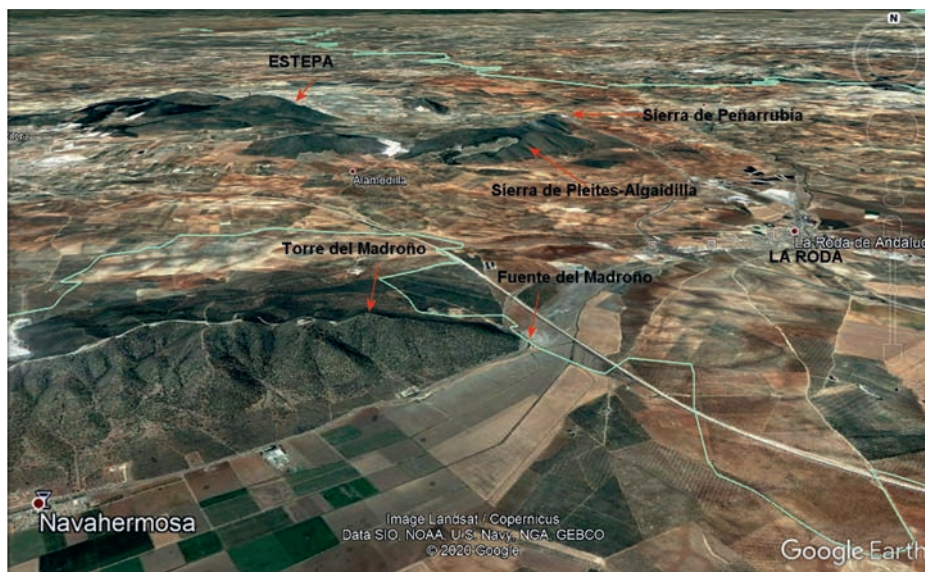 N
ESTEPA
Sierra de Peñarrubia
Alamedilla
Sierra de Pleites-Algaidilla
La Roda de Andaluc
LA RODA
Torre del Madroño
Fuente del Madroño
Navahermosa
Image Landsat / Copernicus
Data SIO, NOAA, U.S. Navy, NGA, GEBCO
© 2020 Google
Google Earth